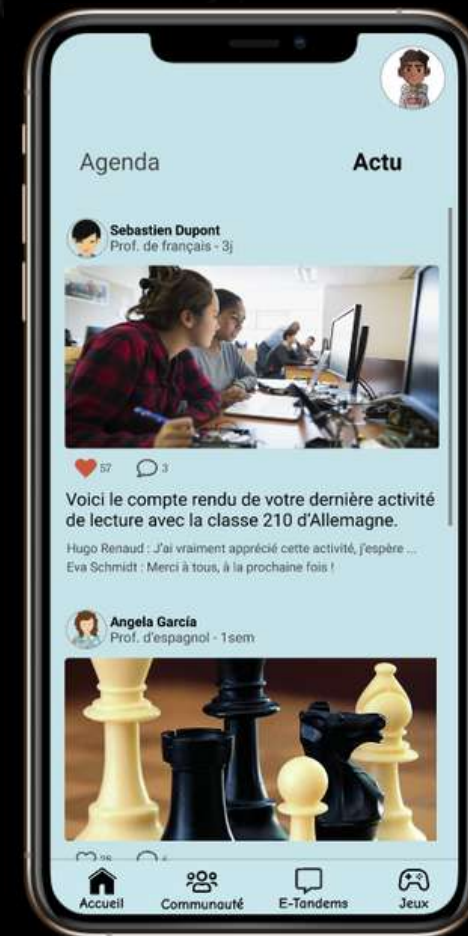 Agenda
Actu
Sebastien Dupont
Prof. de français - 3j
57
3
Voici le compte rendu de votre dernière activité
de lecture avec la classe 210 d'Allemagne.
Hugo Renaud : J'ai vraiment apprécié cette activité, j'espère ...
Eva Schmidt : Merci à tous, à la prochaine fois !
Angela García
Prof. d'espagnol - 1sem
Accueil
Communauté
E-Tandems
Jeux